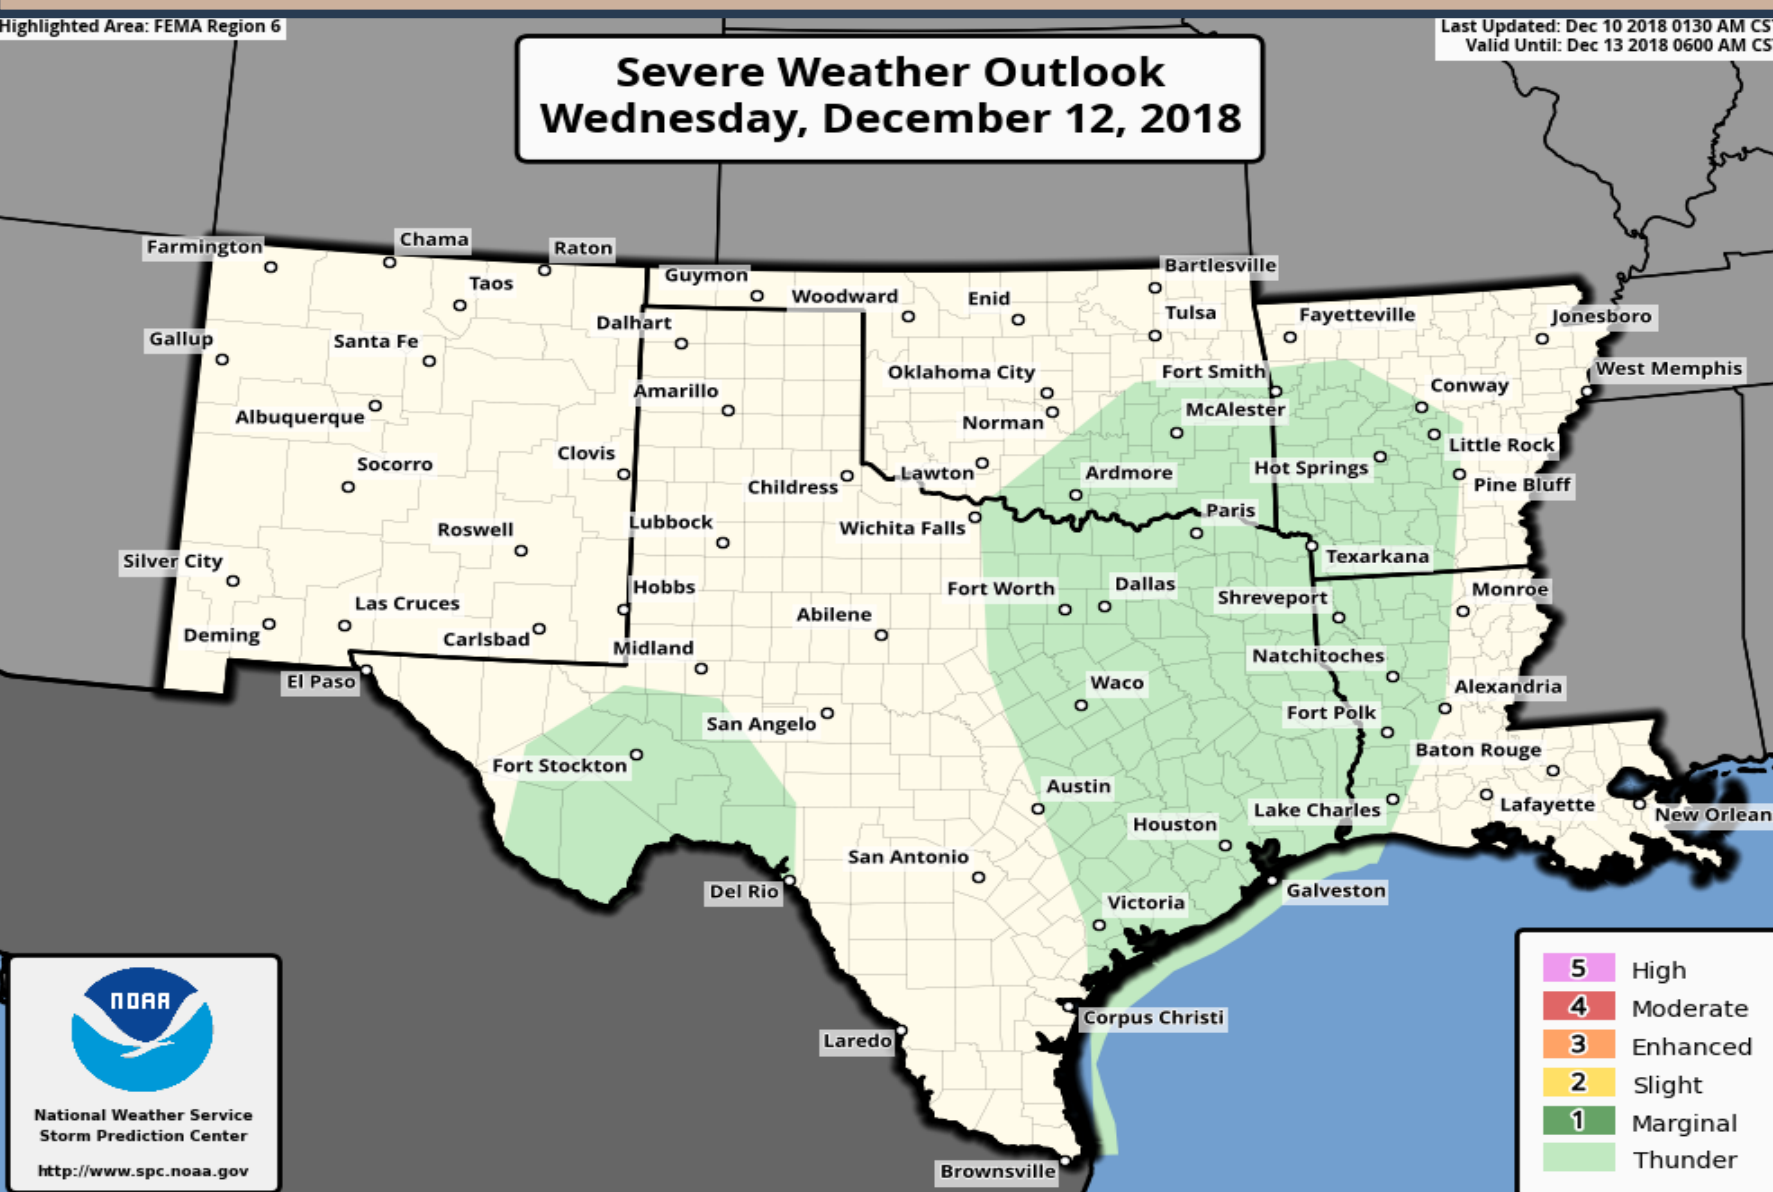 Highlighted Area: FEMA Region 6
Last Updated: Dec 10 2018 0130 AM CST
Valid Until: Dec 13 2018 0600 AM CST
Severe Weather Outlook
Wednesday, December 12, 2018
Farmington
Chama
Raton
Taos
Guymon
Woodward
Enid
Bartlesville
Tulsa
Fayetteville
Jonesboro
Gallup
Santa Fe
Dalhart
Oklahoma City
Fort Smith
West Memphis
Albuquerque
Amarillo
Norman
McAlester
Conway
Socorro
Clovis
Childress
Lawton
Ardmore
Hot Springs
Little Rock
Pine Bluff
Roswell
Lubbock
Wichita Falls
Paris
Texarkana
Silver City
Hobbs
Fort Worth
Dallas
Shreveport
Monroe
Las Cruces
Deming
Carlsbad
Midland
Abilene
Natchitoches
El Paso
San Angelo
Waco
Fort Polk
Alexandria
Fort Stockton
Austin
Baton Rouge
Houston
Lake Charles
Lafayette
New Orlean
San Antonio
Del Rio
Victoria
Galveston
Corpus Christi
Laredo
Brownsville
NOAA
National Weather Service
Storm Prediction Center
http://www.spc.noaa.gov
5 High
4 Moderate
3 Enhanced
2 Slight
1 Marginal
Thunder